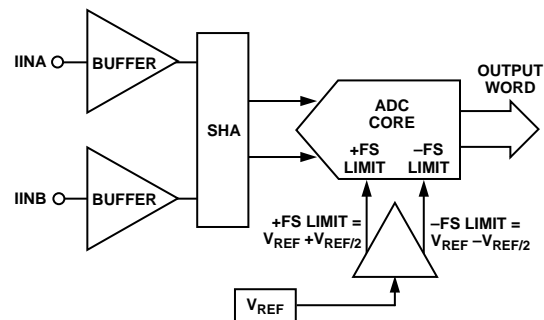 IINA
BUFFER
IINB
BUFFER
SHA
ADC
CORE
+FS
LIMIT
–FS
LIMIT
OUTPUT
WORD
+FS LIMIT =
VREF +VREF/2
–FS LIMIT =
VREF –VREF/2
VREF